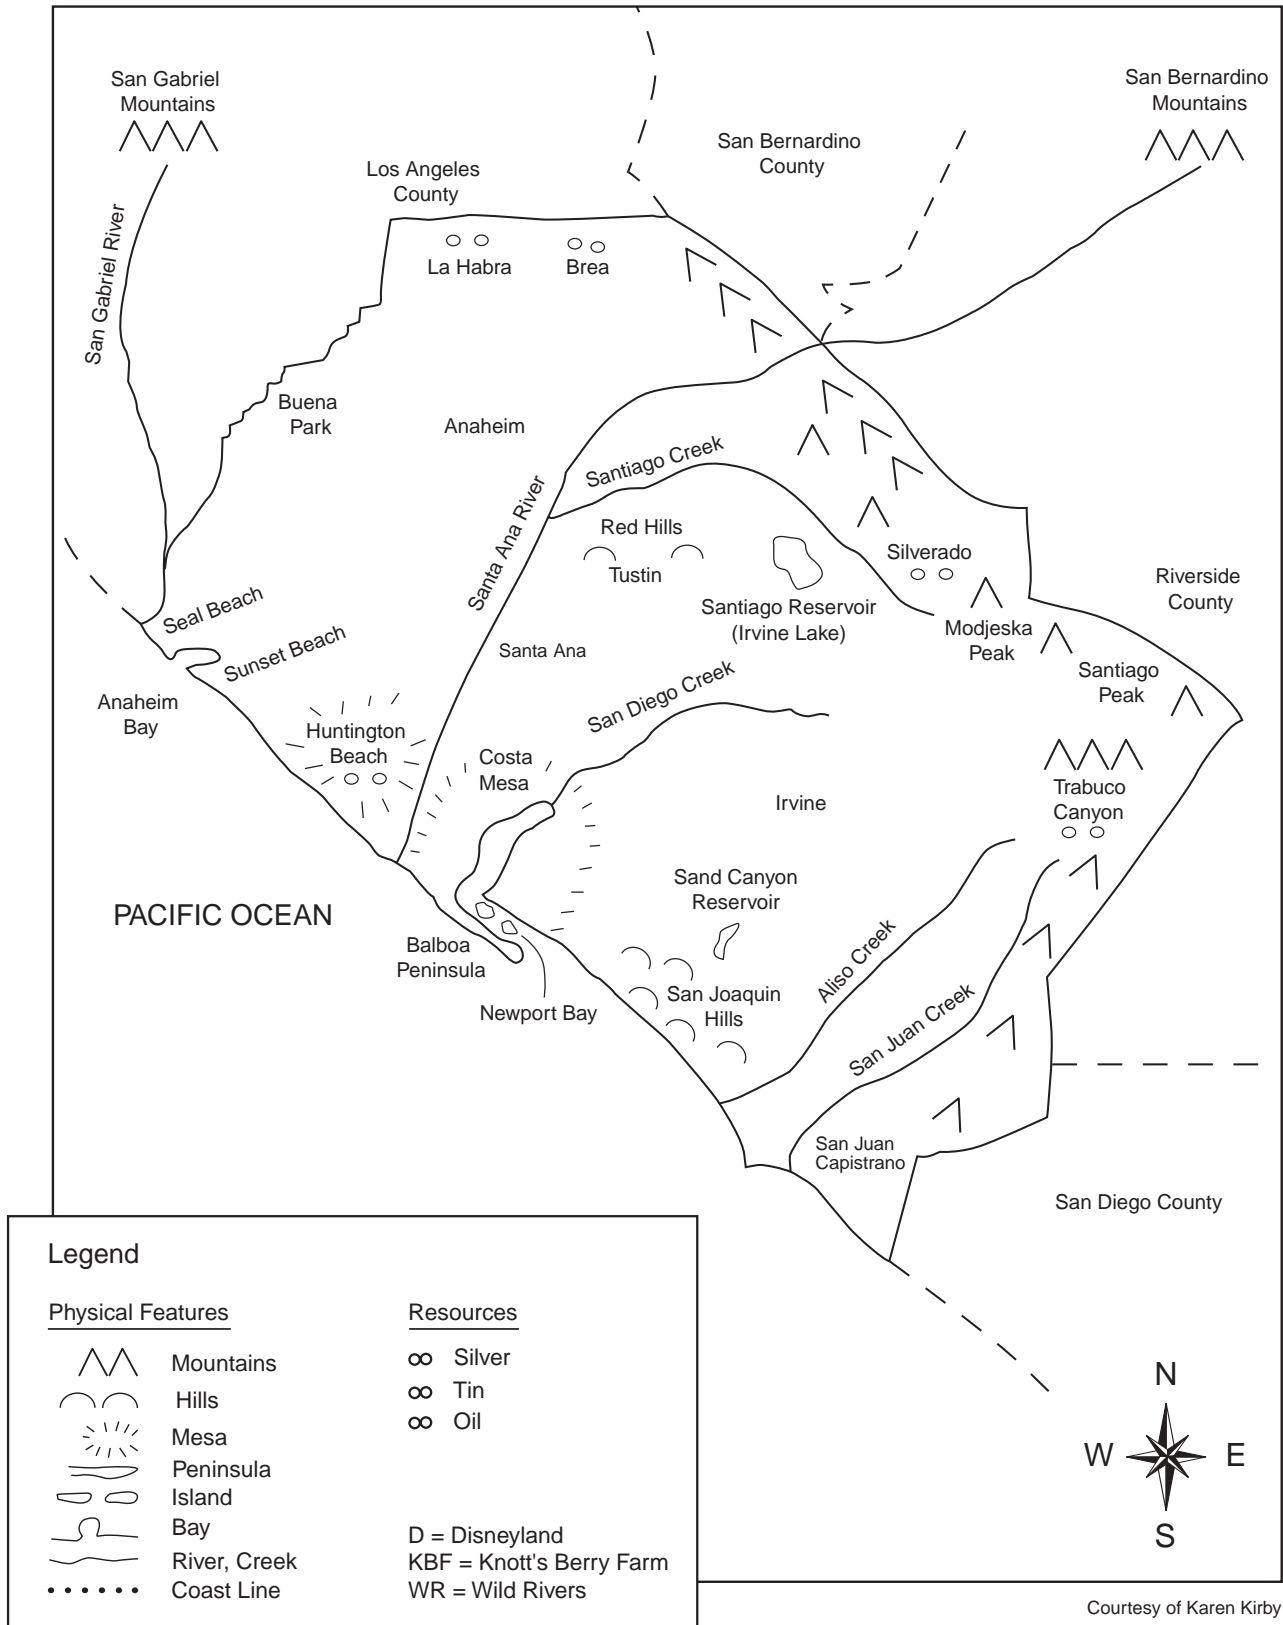 San Gabriel
Mountains
San Bernardino
Mountains
San Bernardino
County
Los Angeles
County
San Gabriel River
La Habra
Brea
Buena
Park
Anaheim
Santiago Creek
Santa Ana River
Red Hills
Tustin
Silverado
Riverside
County
Santiago Reservoir
(Irvine Lake)
Seal Beach
Sunset Beach
Santa Ana
Modjeska
Peak
Santiago
Peak
San Diego Creek
Anaheim
Bay
Huntington
Beach
Costa
Mesa
Trabuco
Canyon
Irvine
Sand Canyon
Reservoir
PACIFIC OCEAN
Balboa
Peninsula
Newport Bay
San Joaquin
Hills
Aliso Creek
San Juan Creek
San Juan
Capistrano
San Diego County
Legend
Physical Features
Mountains
Hills
Mesa
Peninsula
Island
Bay
River, Creek
Coast Line
Resources
Silver
Tin
Oil
D = Disneyland
KBF = Knott's Berry Farm
WR = Wild Rivers
N
W
E
S
Courtesy of Karen Kirby